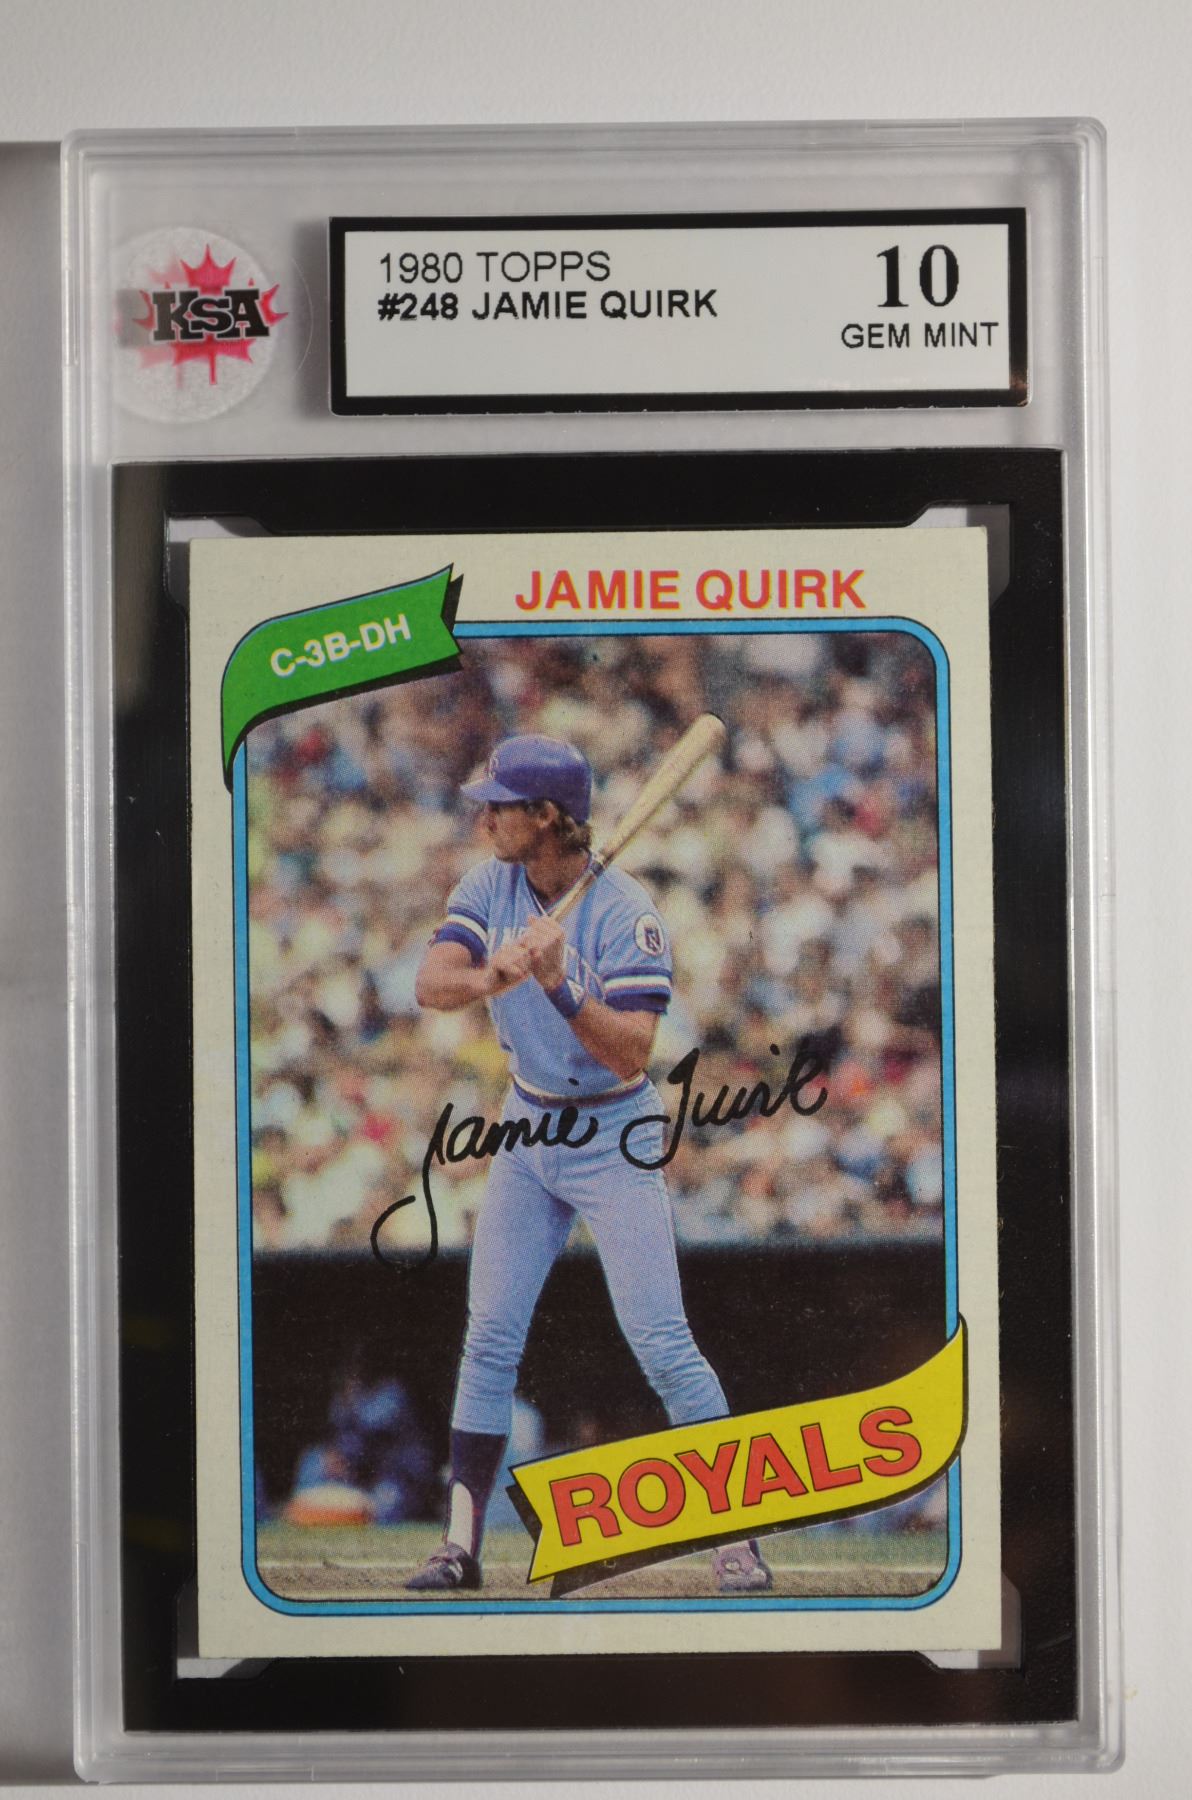 KSA
1980 TOPPS
#248 JAMIE QUIRK
10
GEM MINT
JAMIE QUIRK
C-3B-DH
Jamie Quirk
ROYALS